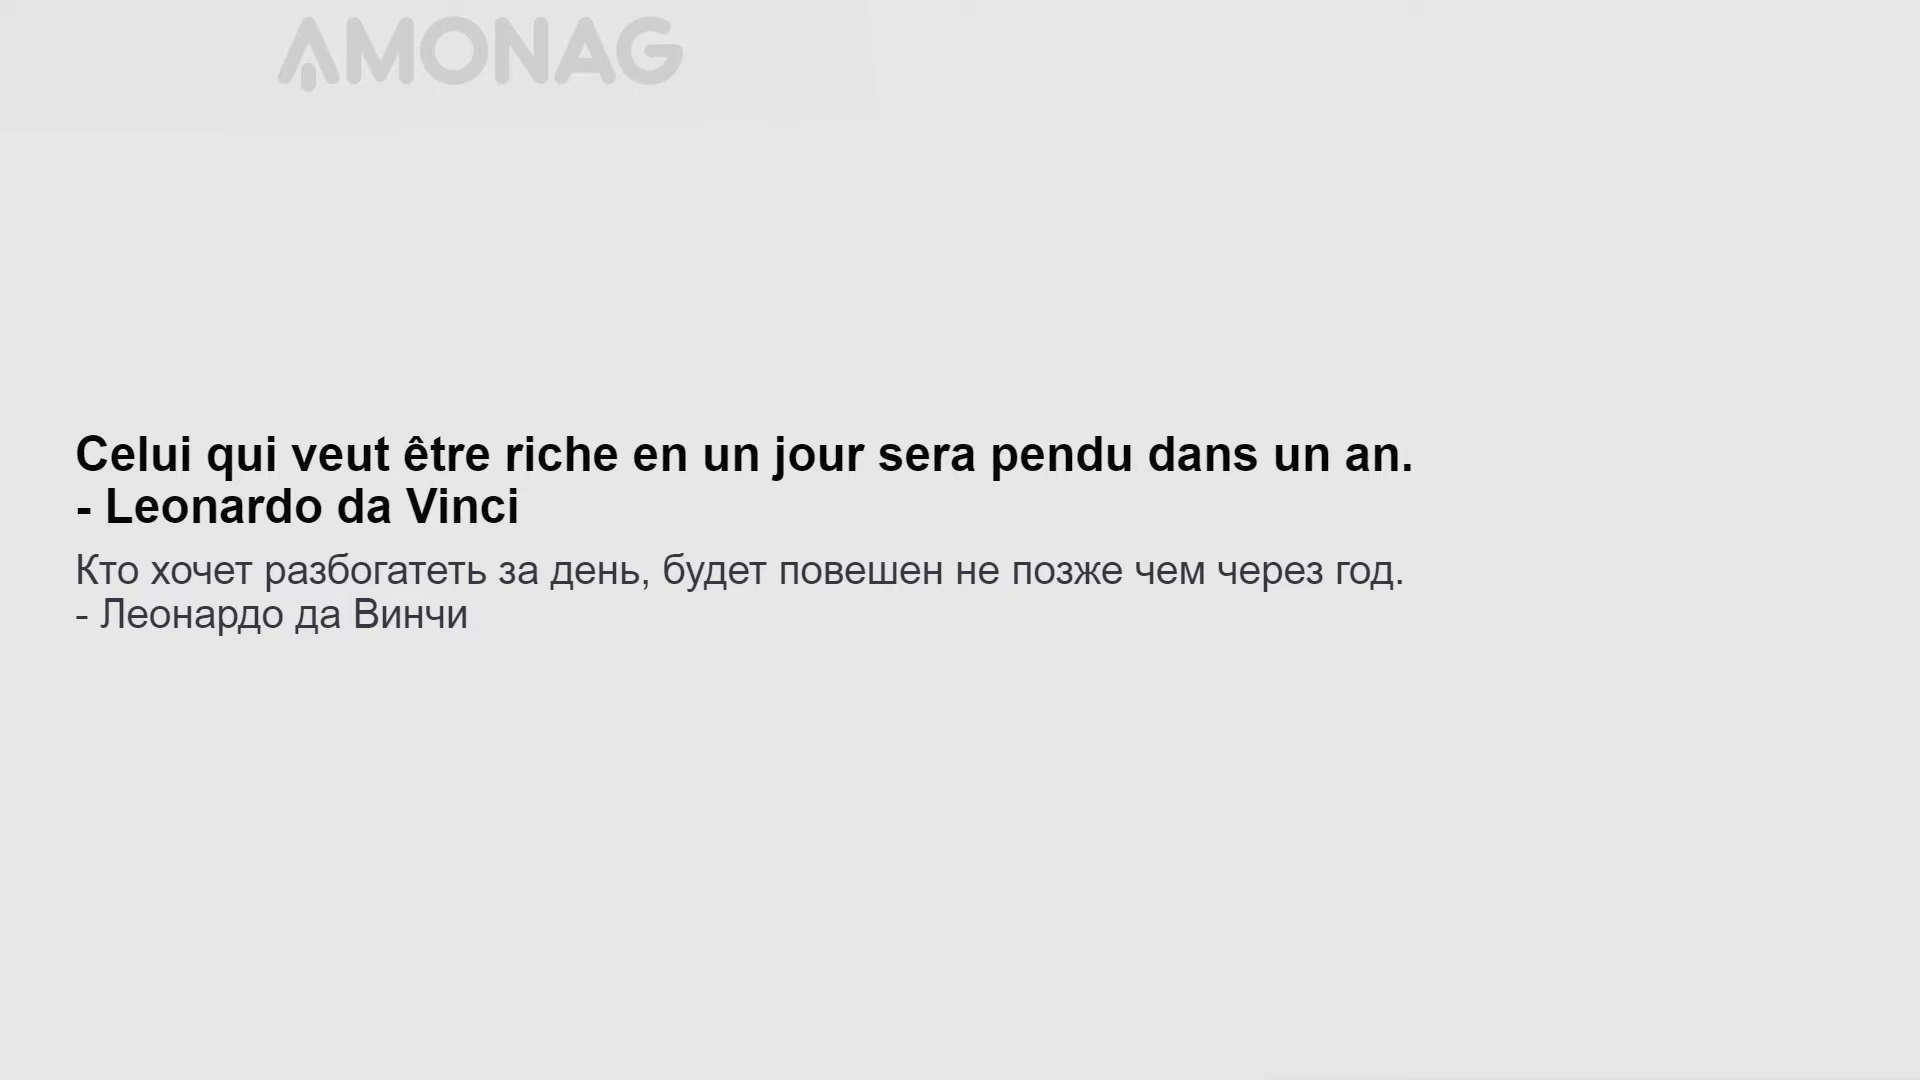 AMONAG
Celui qui veut être riche en un jour sera pendu dans un an.
- Leonardo da Vinci
Кто хочет разбогатеть за день, будет повешен не позже чем через год.
- Леонардо да Винчи